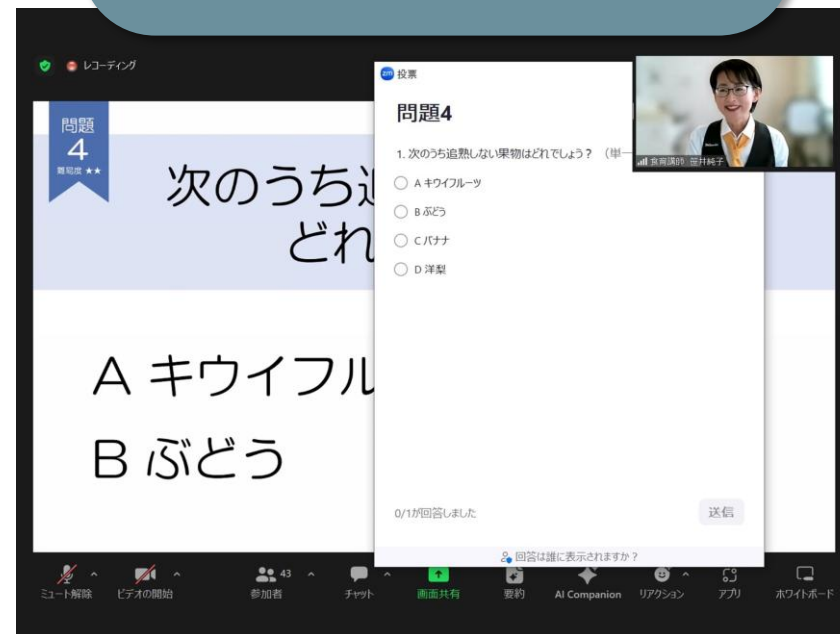 レコーディング
問題
4
難易度 ★★
次のうち追
どれ
A キウイフル
B ぶどう
zm 投票
問題4
1. 次のうち追熟しない果物はどれでしょう? (単一
A キウイフルーツ
B ぶどう
C バナナ
D 洋梨
0/1が回答しました
送信
回答は誰に表示されますか?
食育講師 笹井純子
ミュート解除
ビデオの開始
43
参加者
チャット
画面共有
要約
AI Companion
リアクション
アプリ
ホワイトボード